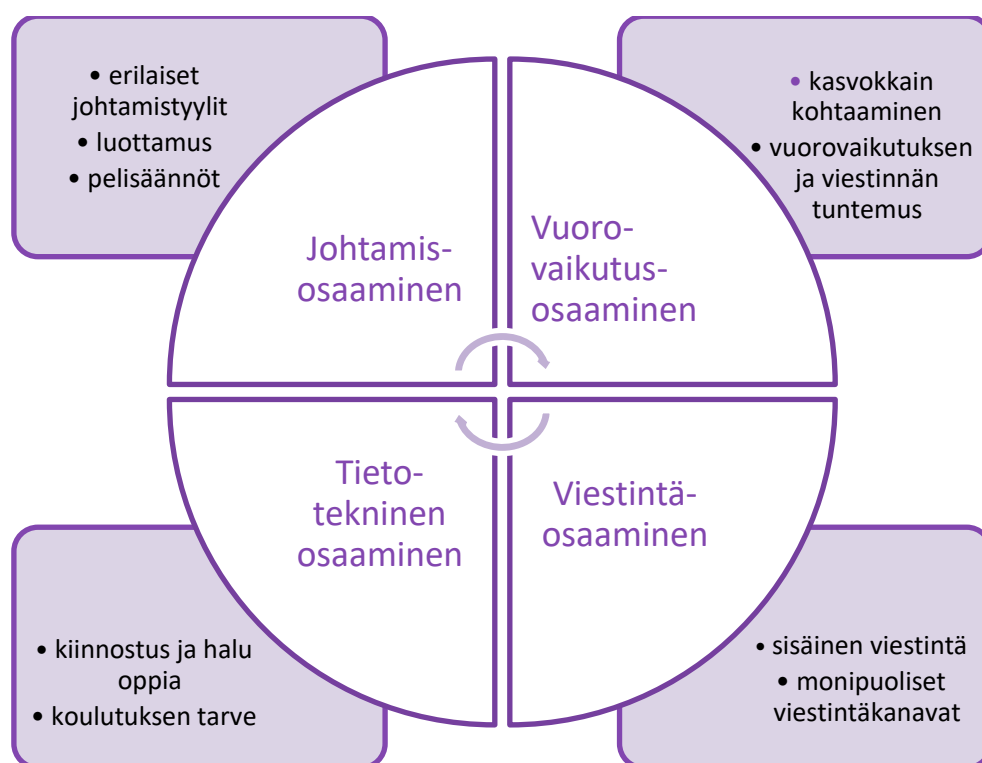 • erilaiset
johtamistyylit
• luottamus
• pelisäännöt
• kasvokkain
kohtaaminen
• vuorovaikutuksen
ja viestinnän
tuntemus
Johtamis-
osaaminen
Vuoro-
vaikutus-
osaaminen
Tieto-
tekninen
osaaminen
Viestintä-
osaaminen
• kiinnostus ja halu
oppia
• koulutuksen tarve
• sisäinen viestintä
• monipuoliset
viestintäkanavat